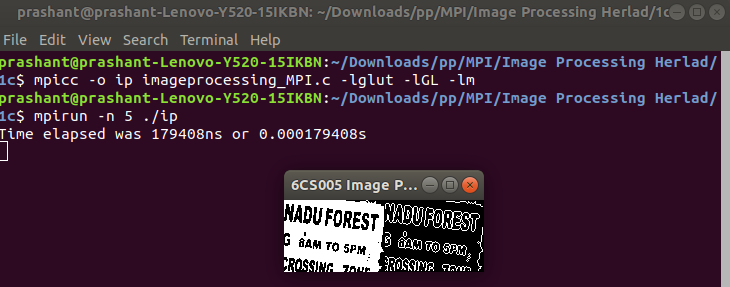 prashant@prashant-Lenovo-Y520-15IKBN: ~/Downloads/pp/MPI/Image Processing Herlad/1c
File Edit View Search Terminal Help
prashant@prashant-Lenovo-Y520-15IKBN:~/Downloads/pp/MPI/Image Processing Herlad/
1c$ mpicc -o ip imageprocessing_MPI.c -lglut -lGL -lm
prashant@prashant-Lenovo-Y520-15IKBN:~/Downloads/pp/MPI/Image Processing Herlad/
1c$ mpirun -n 5 ./ip
Time elapsed was 179408ns or 0.000179408s
6CS005 Image P...
NADU FOREST NADU FOREST
G 8AM TO 5PM, G 8AM TO 5PM,
CROSSING ZONE CROSSING ZONE